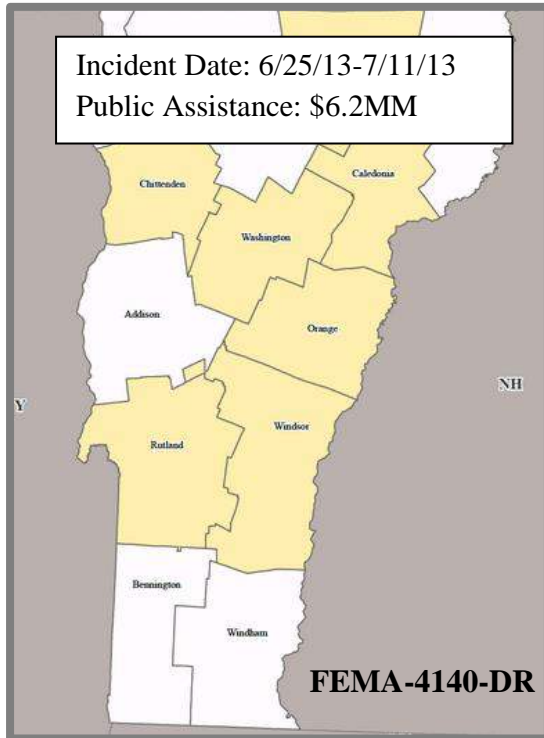 Incident Date: 6/25/13-7/11/13
Public Assistance: $6.2MM
Chittenden
Caledonia
Washington
Addison
Orange
NH
Y
Windsor
Rutland
Bennington
Windham
FEMA-4140-DR